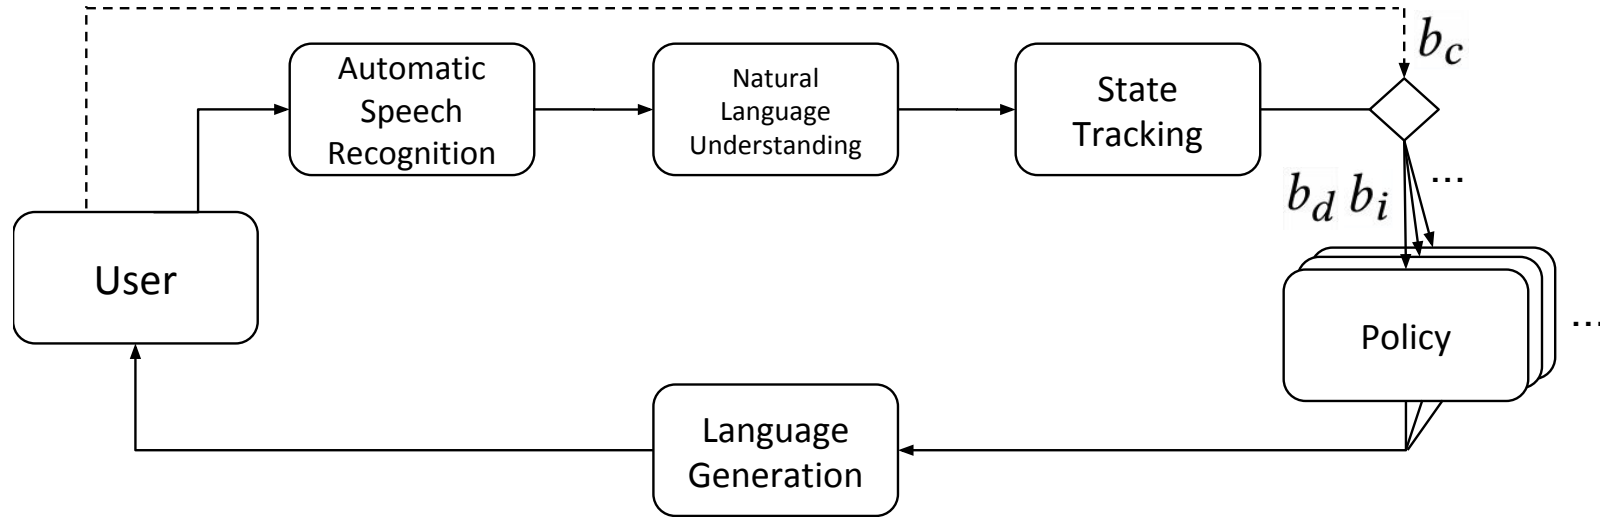 b_c
Automatic
Speech
Recognition
Natural
Language
Understanding
State
Tracking
...
b_d b_i
User
Policy
...
Language
Generation